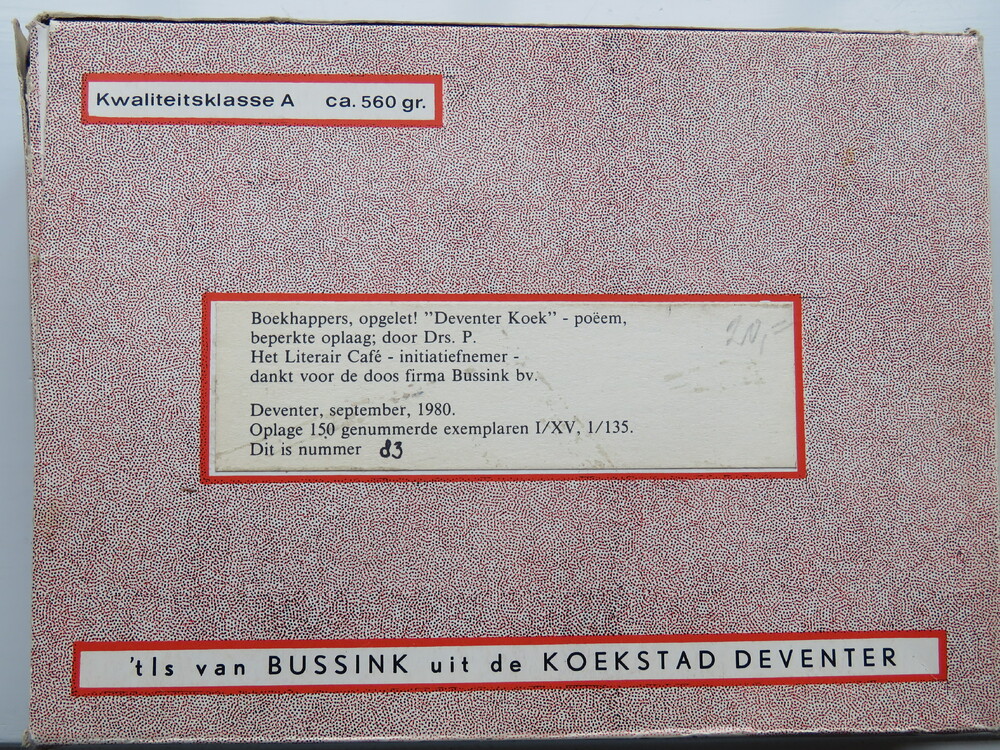 Kwaliteitsklasse A ca. 560 gr.
Boekhappers, opgelet! ”Deventer Koek” - poëem,
beperkte oplaag; door Drs. P.
Het Literair Café - initiatiefnemer -
dankt voor de doos firma Bussink bv.
Deventer, september, 1980.
Oplage 150 genummerde exemplaren I/XV, 1/135.
Dit is nummer 83
20,=
'tIs van BUSSINK uit de KOEKSTAD DEVENTER